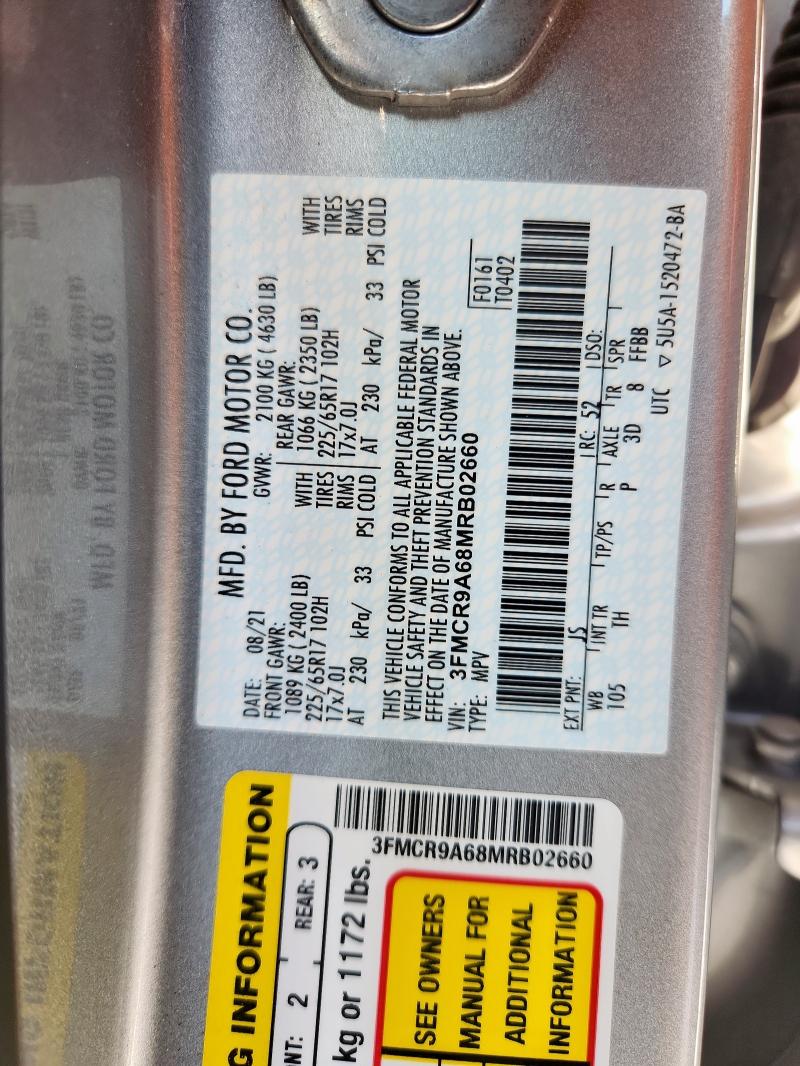 MFD. BY FORD MOTOR CO.
DATE: 08/21 GVWR: 2100 KG ( 4630 LB)
FRONT GAWR: REAR GAWR:
1089 KG ( 2400 LB) WITH 1066 KG ( 2350 LB) WITH
225/65R17 102H TIRES 225/65R17 102H TIRES
17x7.0J RIMS 17x7.0J RIMS
AT 230 kPa/ 33 PSI COLD AT 230 kPa/ 33 PSI COLD
THIS VEHICLE CONFORMS TO ALL APPLICABLE FEDERAL MOTOR
VEHICLE SAFETY AND THEFT PREVENTION STANDARDS IN
EFFECT ON THE DATE OF MANUFACTURE SHOWN ABOVE.
VIN: 3FMCR9A68MRB02660
TYPE: MPV
F0161
T0402
EXT PNT: JS RC: 52 DSO:
WB INT TR TP/PS R AXLE TR SPR
105 TH P 3D 8 FFBB
UTC ▽ 5U5A-1520472-BA
G INFORMATION
NT: 2 REAR: 3
kg or 1172 lbs.
3FMCR9A68MRB02660
SEE OWNERS
MANUAL FOR
ADDITIONAL
INFORMATION